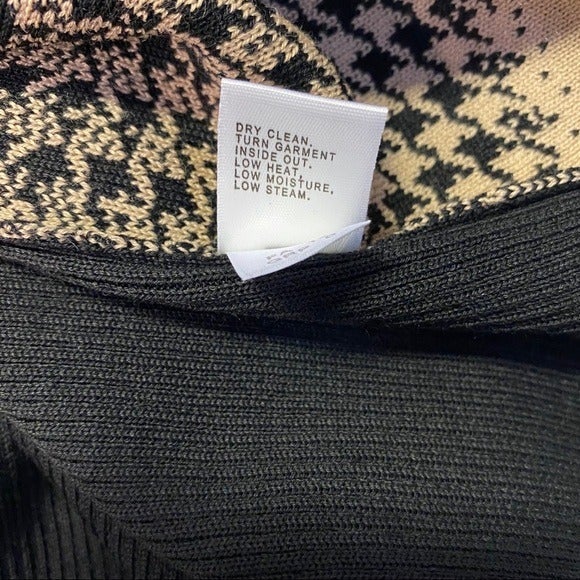 DRY CLEAN.
TURN GARMENT
INSIDE OUT.
LOW HEAT,
LOW MOISTURE,
LOW STEAM.